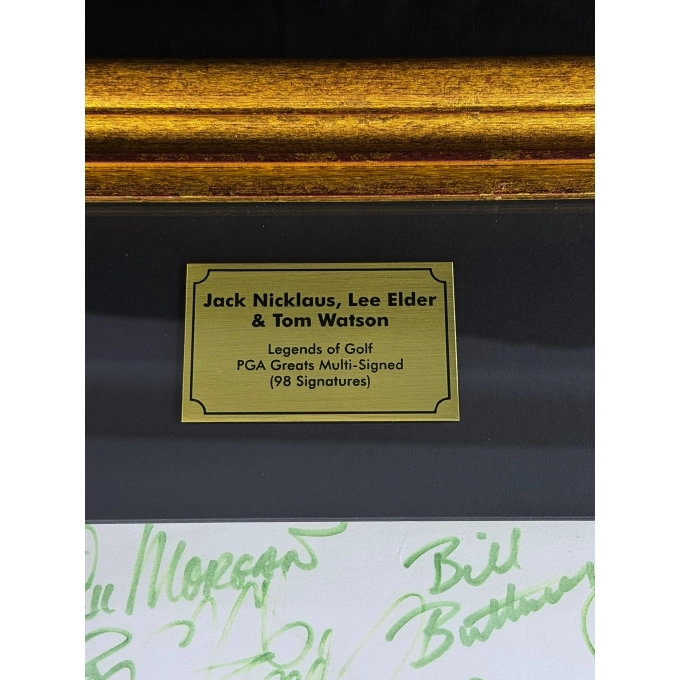 Jack Nicklaus, Lee Elder
& Tom Watson
Legends of Golf
PGA Greats Multi-Signed
(98 Signatures)
Morgan
Bill